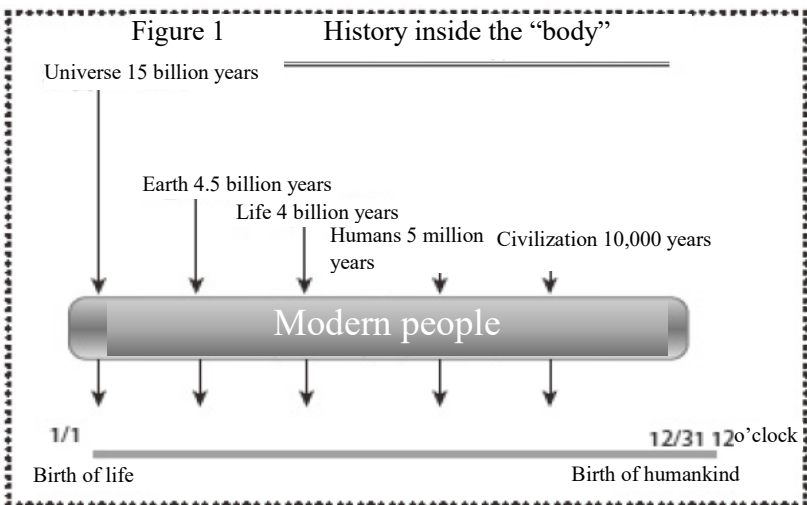 Figure 1
History inside the “body”
Universe 15 billion years
Earth 4.5 billion years
Life 4 billion years
Humans 5 million
years
Civilization 10,000 years
Modern people
1/1
12/31 12o’clock
Birth of life
Birth of humankind